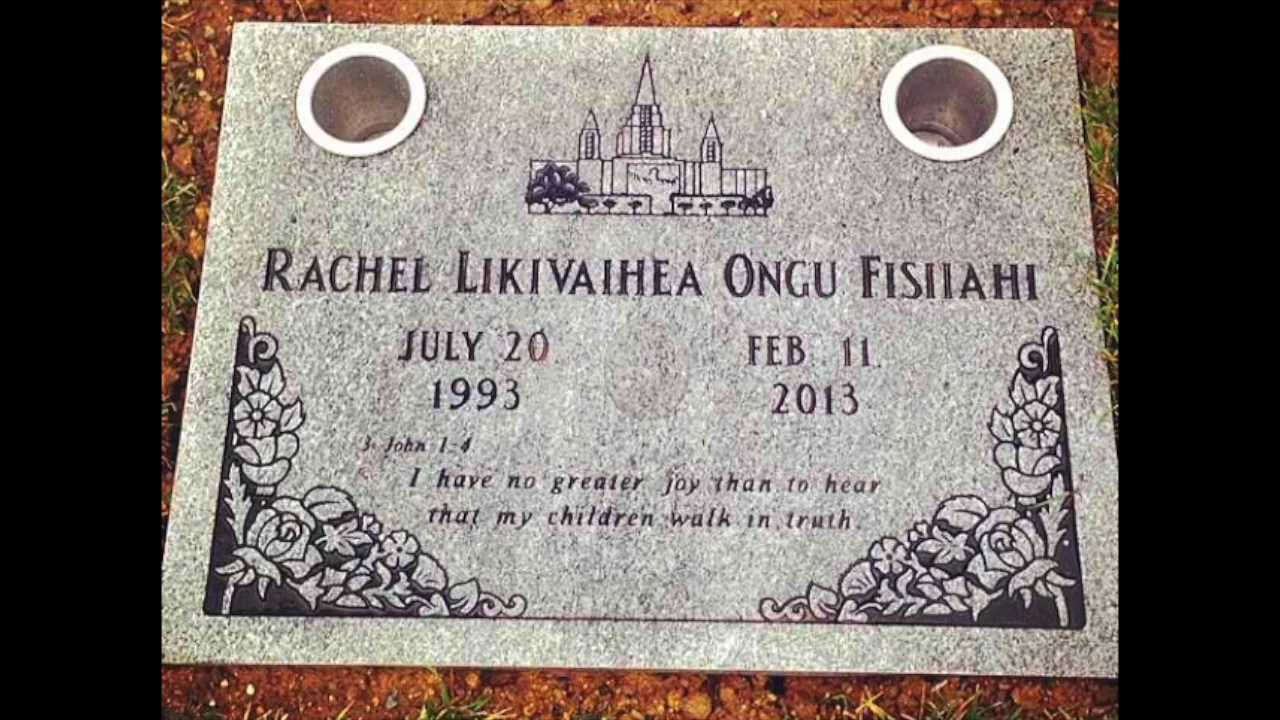 RACHEL LIKIVAIHEA ONGU FISIIAHI
JULY 20
1993
FEB 11
2013
3 John 1-4
I have no greater joy than to hear
that my children walk in truth.